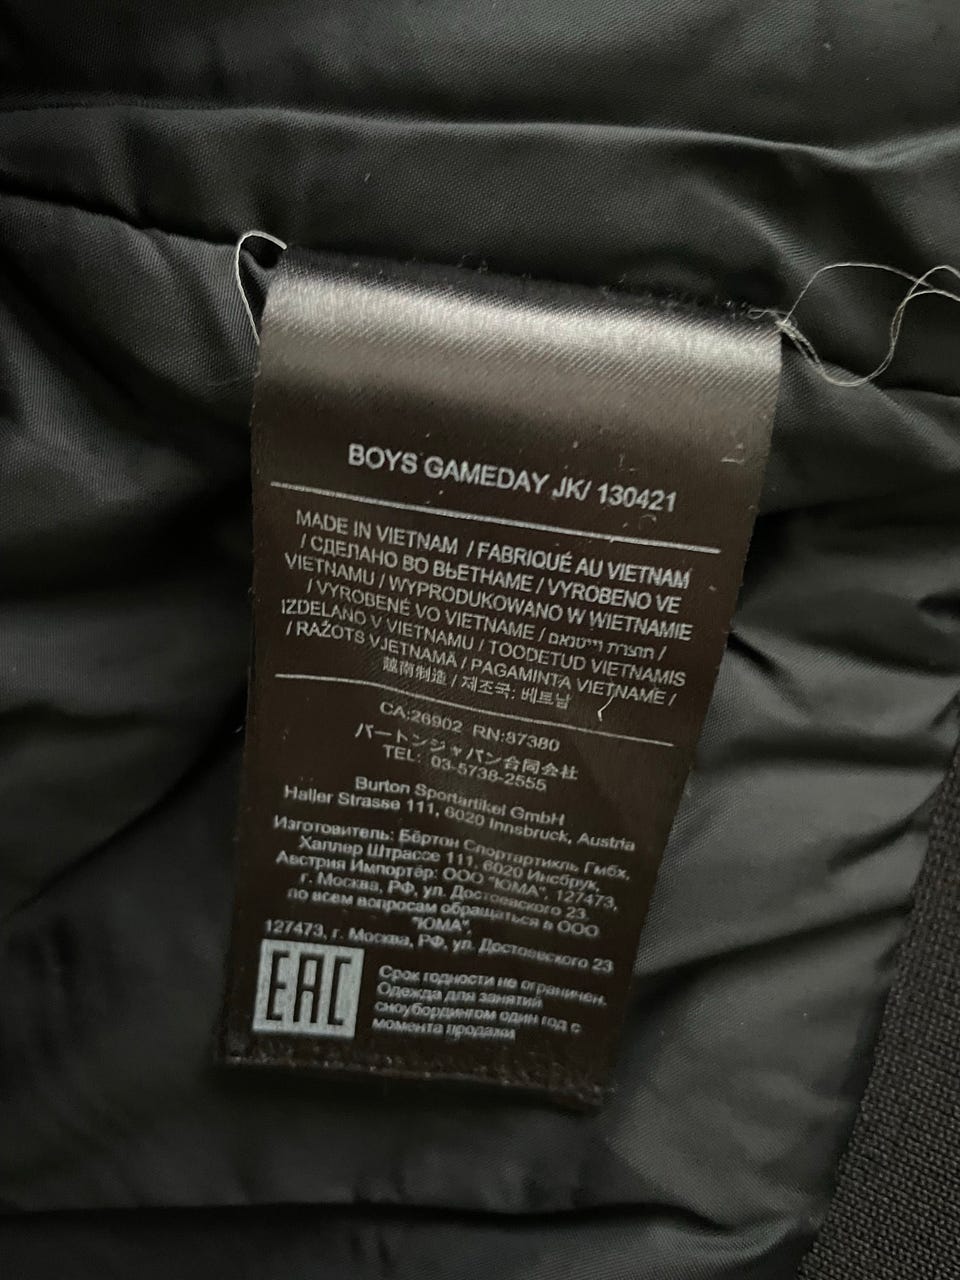 BOYS GAMEDAY JK/ 130421
MADE IN VIETNAM / FABRIQUÉ AU VIETNAM
/ СДЕЛАНО ВО ВЬЕТНАМЕ / VYROBENO VE
VIETNAMU / WYPRODUKOWANO W WIETNAMIE
/ VYROBENÉ VO VIETNAME / תוצרת וייטנאם /
IZDELANO V VIETNAMU / TOODETUD VIETNAMIS
/ RAŽOTS VJETNAMĀ / PAGAMINTA VIETNAME /
越南制造 / 제조국: 베트남
CA:26902 RN:87380
バートンジャパン合同会社
TEL: 03-5738-2555
Burton Sportartikel GmbH
Haller Strasse 111, 6020 Innsbruck, Austria
Изготовитель: Бёртон Спортартикль Гмбх,
Халлер Штрассе 111, 6020 Инсбрук,
Австрия Импортёр: ООО "ЮМА", 127473,
г. Москва, РФ, ул. Достоевского 23,
по всем вопросам обращаться в ООО
"ЮМА",
127473, г. Москва, РФ, ул. Достоевского 23
EAC
Срок годности не ограничен.
Одежда для занятий
сноубордингом один год с
момента продажи